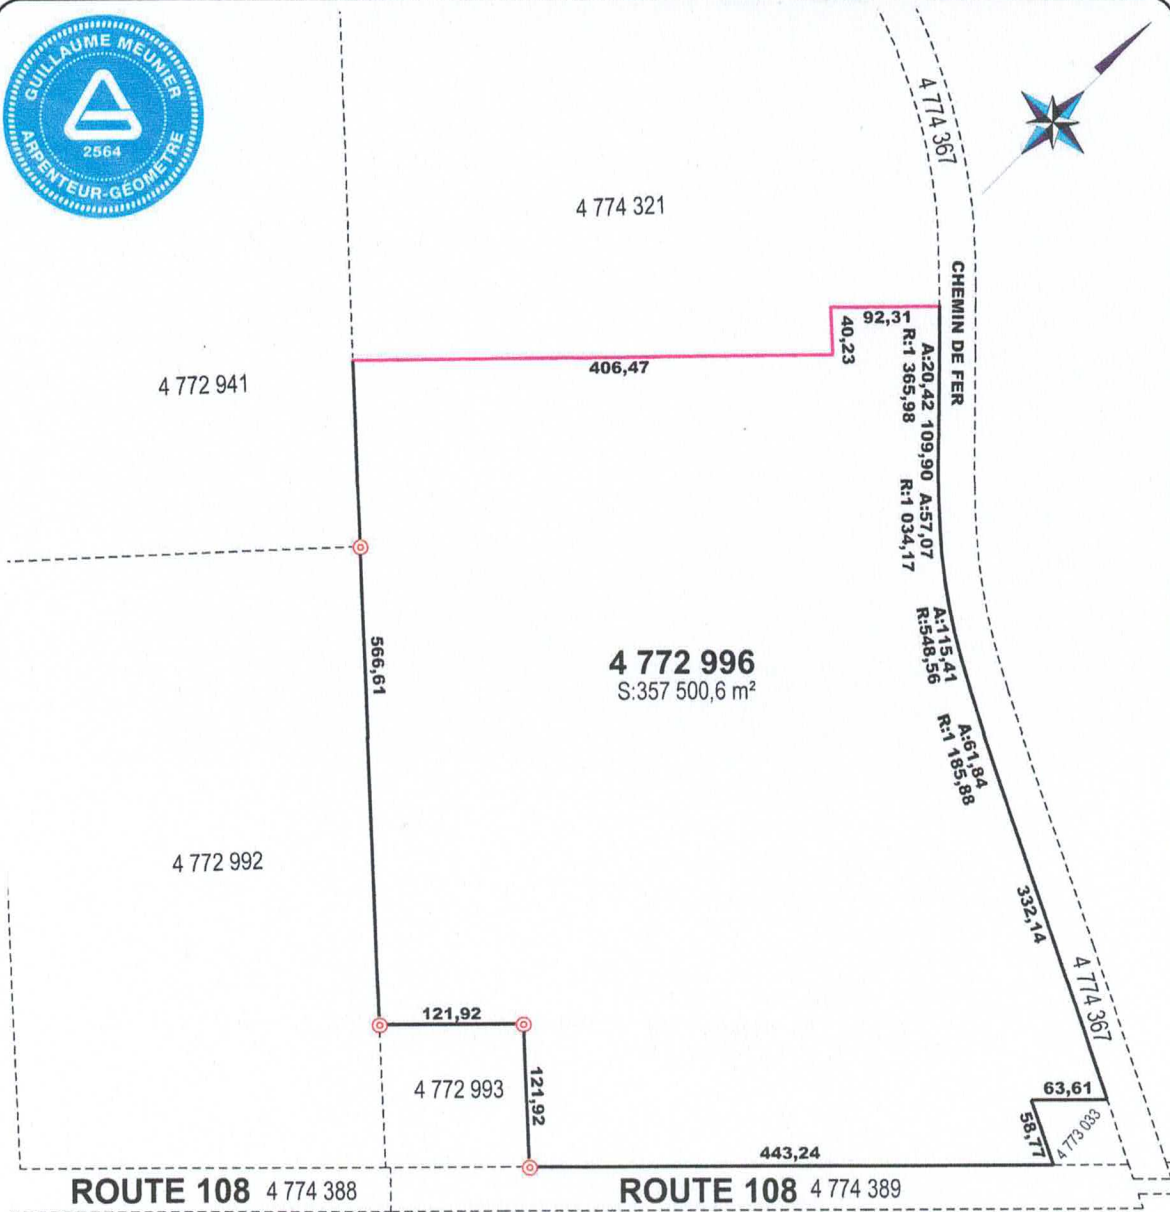 GUILLAUME MEUNIER
2564
ARPENTEUR-GÉOMÈTRE
4 774 367
4 774 321
CHEMIN DE FER
92,31
40,23
406,47
A:20,42
R:1 365,98
109,90
A:57,07
R:1 034,17
4 772 941
A:115,41
R:548,56
566,61
4 772 996
S:357 500,6 m²
A:61,84
R:1 185,88
4 772 992
332,14
4 774 367
121,92
4 772 993
121,92
63,61
58,77
4 773 033
443,24
ROUTE 108 4 774 388
ROUTE 108 4 774 389